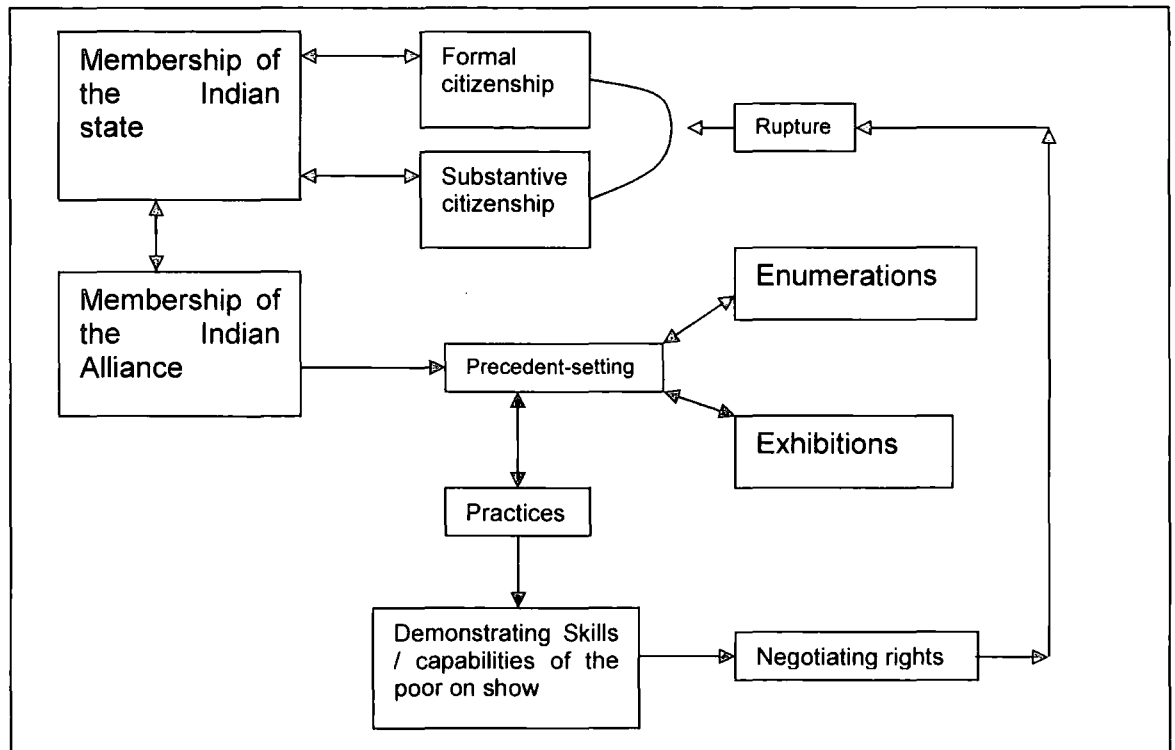 Membership of
the Indian
state
Formal
citizenship
Rupture
Substantive
citizenship
Membership of
the Indian
Alliance
Enumerations
Precedent-setting
Exhibitions
Practices
Demonstrating Skills
/ capabilities of the
poor on show
Negotiating rights